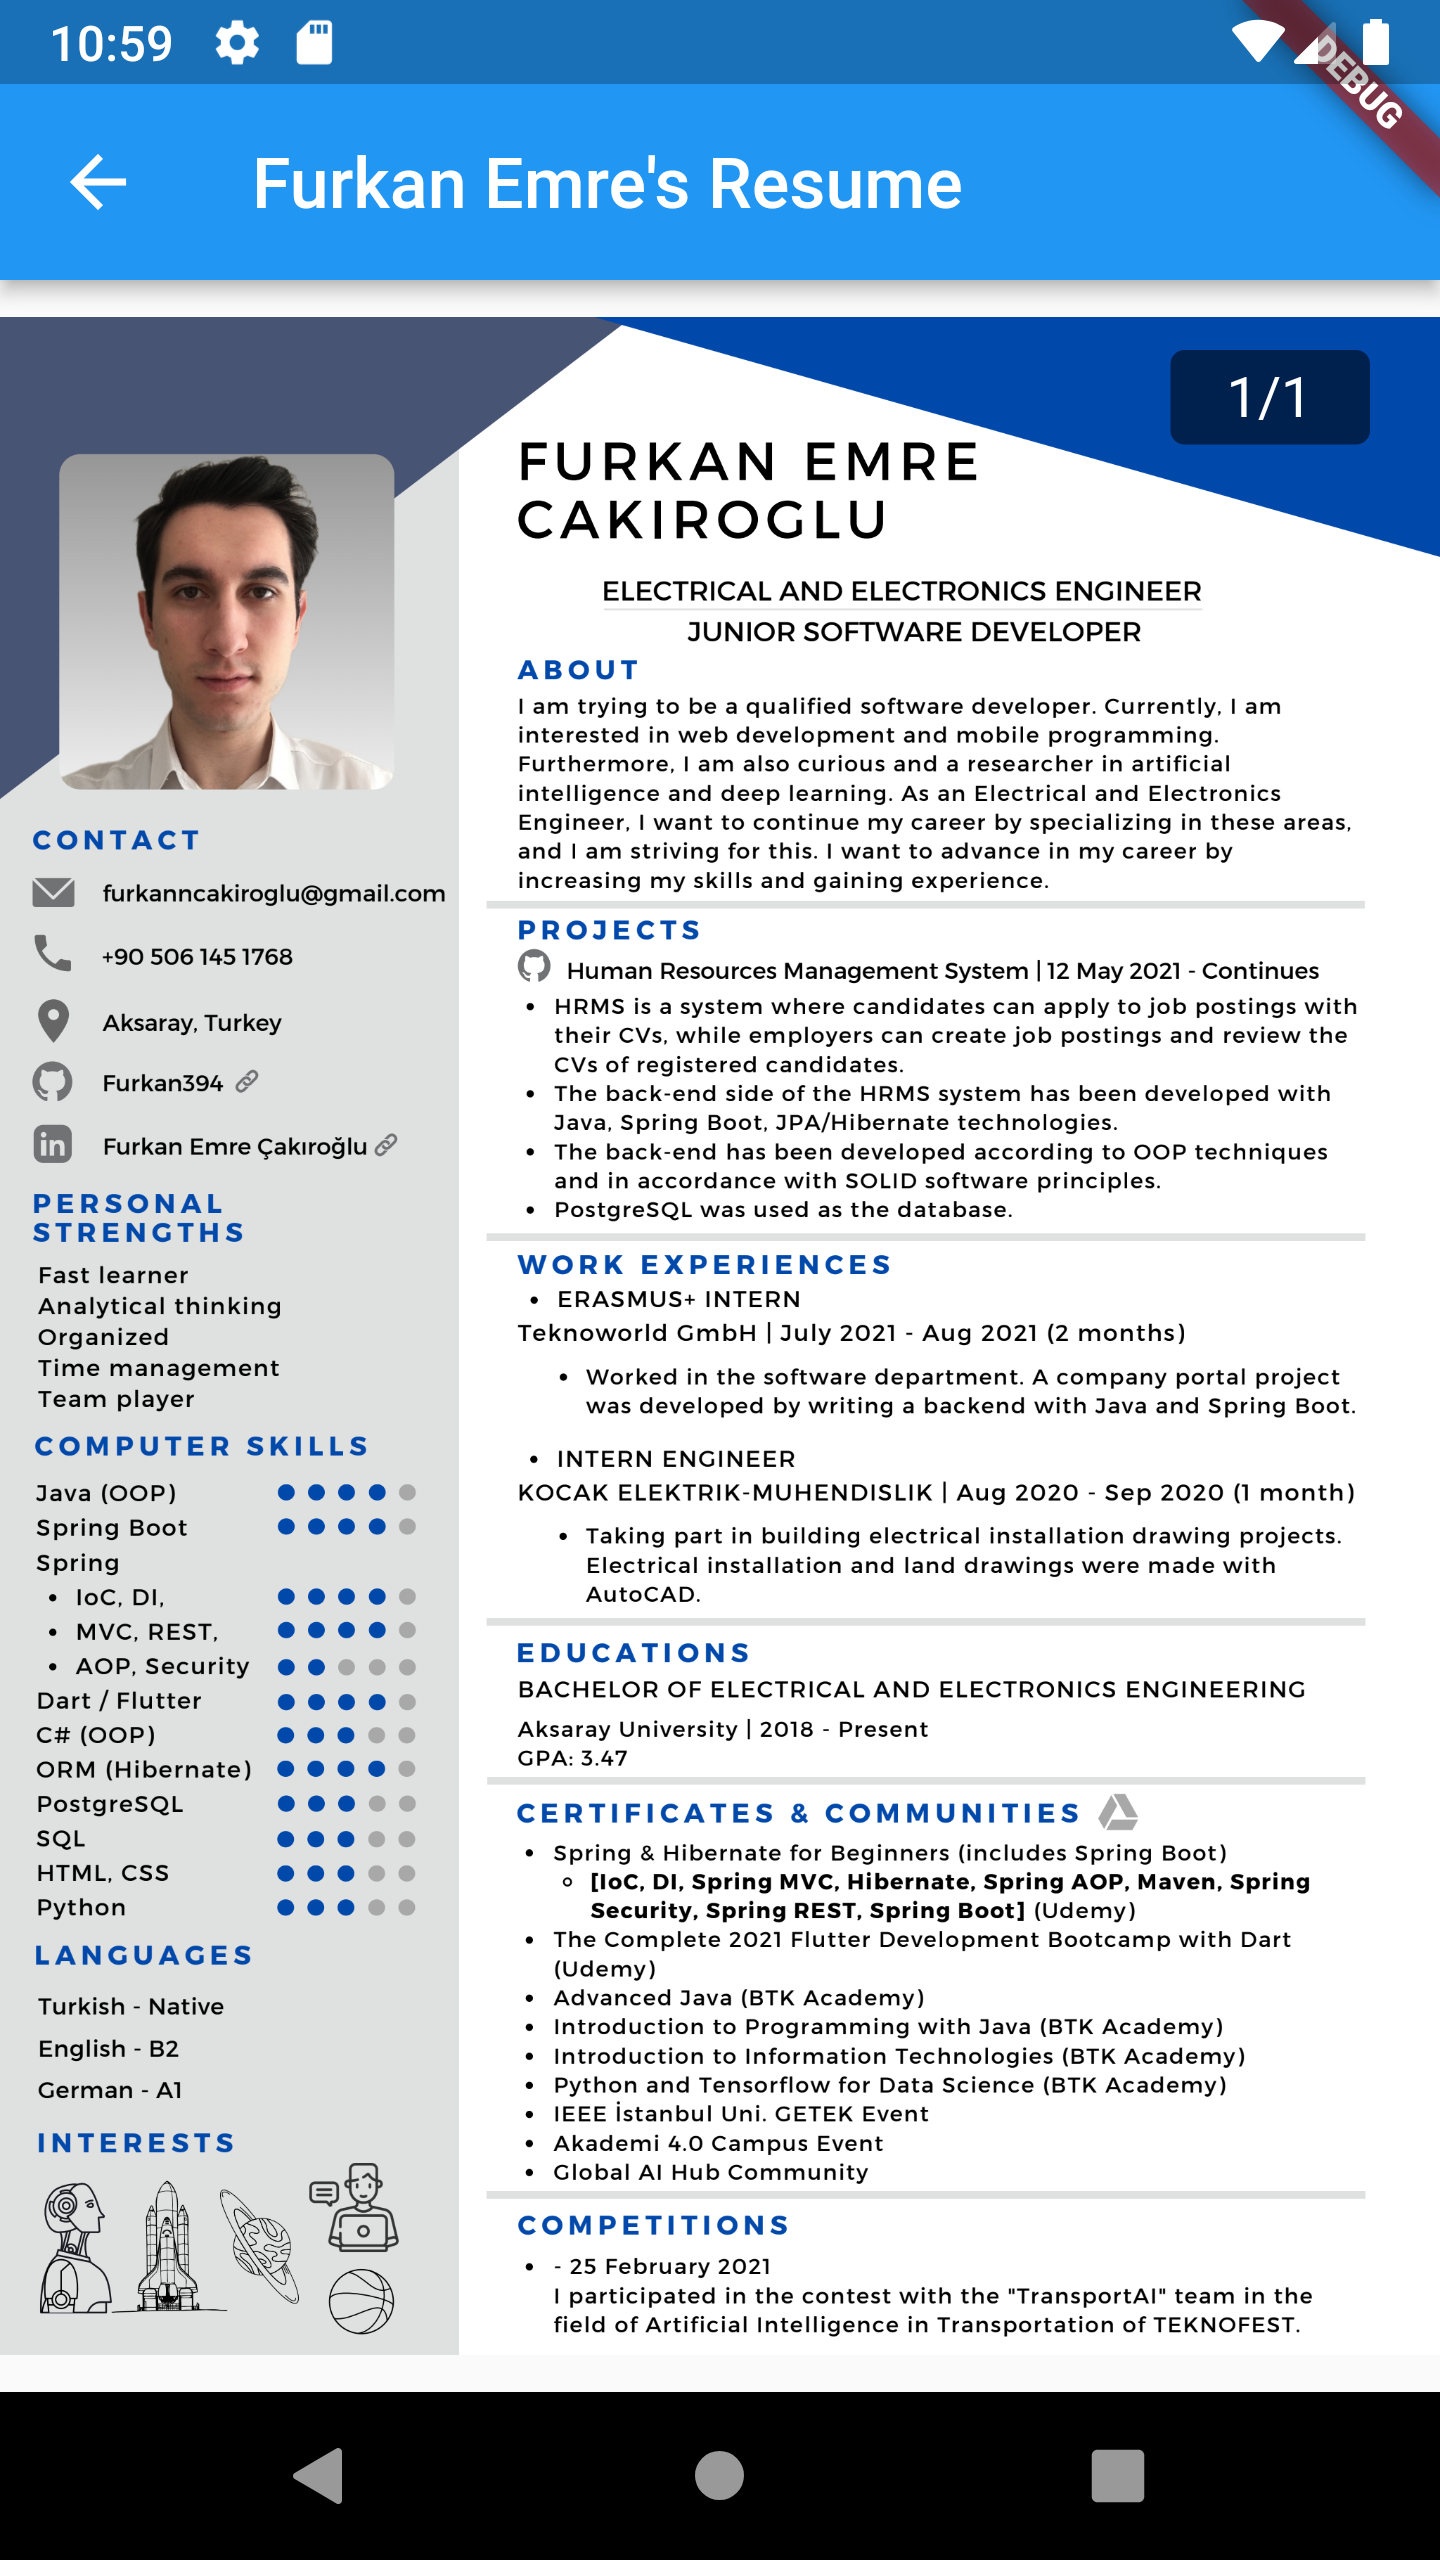 10:59
DEBUG
Furkan Emre's Resume
1/1
FURKAN EMRE
CAKIROGLU
ELECTRICAL AND ELECTRONICS ENGINEER
JUNIOR SOFTWARE DEVELOPER
ABOUT
I am trying to be a qualified software developer. Currently, I am
interested in web development and mobile programming.
Furthermore, I am also curious and a researcher in artificial
intelligence and deep learning. As an Electrical and Electronics
Engineer, I want to continue my career by specializing in these areas,
and I am striving for this. I want to advance in my career by
increasing my skills and gaining experience.
PROJECTS
Human Resources Management System | 12 May 2021 - Continues
• HRMS is a system where candidates can apply to job postings with
their CVs, while employers can create job postings and review the
CVs of registered candidates.
• The back-end side of the HRMS system has been developed with
Java, Spring Boot, JPA/Hibernate technologies.
• The back-end has been developed according to OOP techniques
and in accordance with SOLID software principles.
• PostgreSQL was used as the database.
WORK EXPERIENCES
• ERASMUS+ INTERN
Teknoworld GmbH | July 2021 - Aug 2021 (2 months)
• Worked in the software department. A company portal project
was developed by writing a backend with Java and Spring Boot.
• INTERN ENGINEER
KOCAK ELEKTRIK-MUHENDISLIK | Aug 2020 - Sep 2020 (1 month)
• Taking part in building electrical installation drawing projects.
Electrical installation and land drawings were made with
AutoCAD.
EDUCATIONS
BACHELOR OF ELECTRICAL AND ELECTRONICS ENGINEERING
Aksaray University | 2018 - Present
GPA: 3.47
CERTIFICATES & COMMUNITIES
• Spring & Hibernate for Beginners (includes Spring Boot)
◦ [IoC, DI, Spring MVC, Hibernate, Spring AOP, Maven, Spring
Security, Spring REST, Spring Boot] (Udemy)
• The Complete 2021 Flutter Development Bootcamp with Dart
(Udemy)
• Advanced Java (BTK Academy)
• Introduction to Programming with Java (BTK Academy)
• Introduction to Information Technologies (BTK Academy)
• Python and Tensorflow for Data Science (BTK Academy)
• IEEE İstanbul Uni. GETEK Event
• Akademi 4.0 Campus Event
• Global AI Hub Community
COMPETITIONS
• - 25 February 2021
I participated in the contest with the "TransportAI" team in the
field of Artificial Intelligence in Transportation of TEKNOFEST.
CONTACT
furkanncakiroglu@gmail.com
+90 506 145 1768
Aksaray, Turkey
Furkan394
in Furkan Emre Çakıroğlu
PERSONAL
STRENGTHS
Fast learner
Analytical thinking
Organized
Time management
Team player
COMPUTER SKILLS
Java (OOP)
Spring Boot
Spring
• IoC, DI,
• MVC, REST,
• AOP, Security
Dart / Flutter
C# (OOP)
ORM (Hibernate)
PostgreSQL
SQL
HTML, CSS
Python
LANGUAGES
Turkish - Native
English - B2
German - A1
INTERESTS